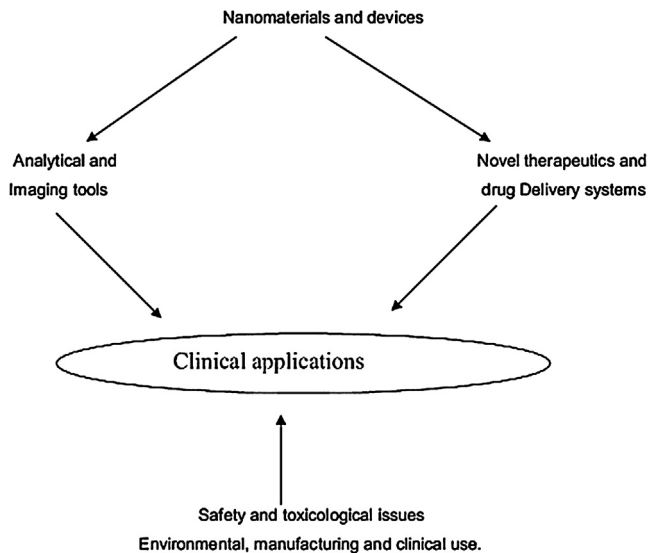 Nanomaterials and devices
Analytical and
Imaging tools
Novel therapeutics and
drug Delivery systems
Clinical applications
Safety and toxicological issues
Environmental, manufacturing and clinical use.